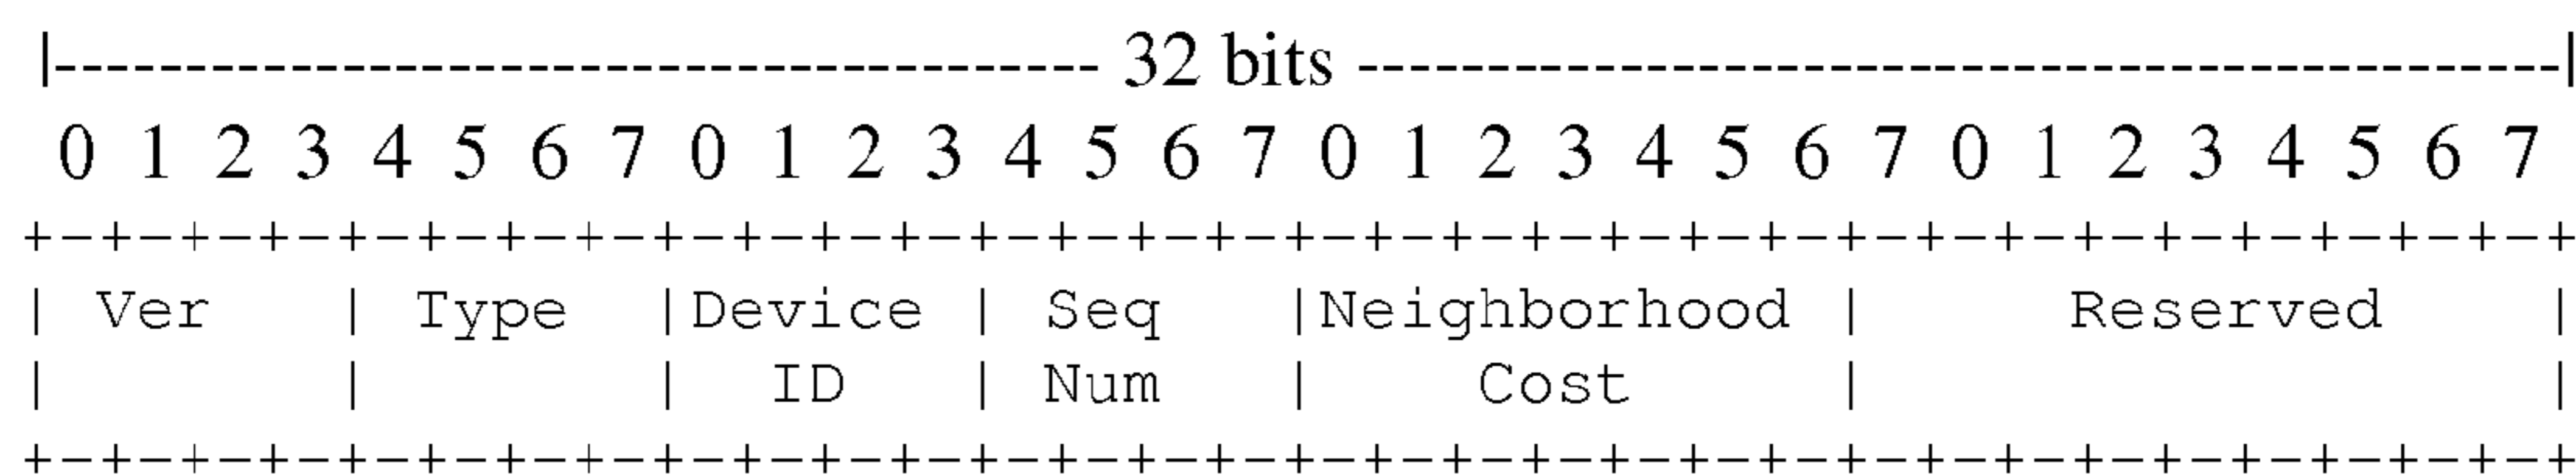 |---------------------------------------- 32 bits ----------------------------------------------|
0 1 2 3 4 5 6 7 0 1 2 3 4 5 6 7 0 1 2 3 4 5 6 7 0 1 2 3 4 5 6 7
+-+-+-+-+-+-+-+-+-+-+-+-+-+-+-+-+-+-+-+-+-+-+-+-+-+-+-+-+-+-+-+-+
| Ver | Type |Device | Seq |Neighborhood | Reserved |
| | | ID | Num | Cost | |
+-+-+-+-+-+-+-+-+-+-+-+-+-+-+-+-+-+-+-+-+-+-+-+-+-+-+-+-+-+-+-+-+